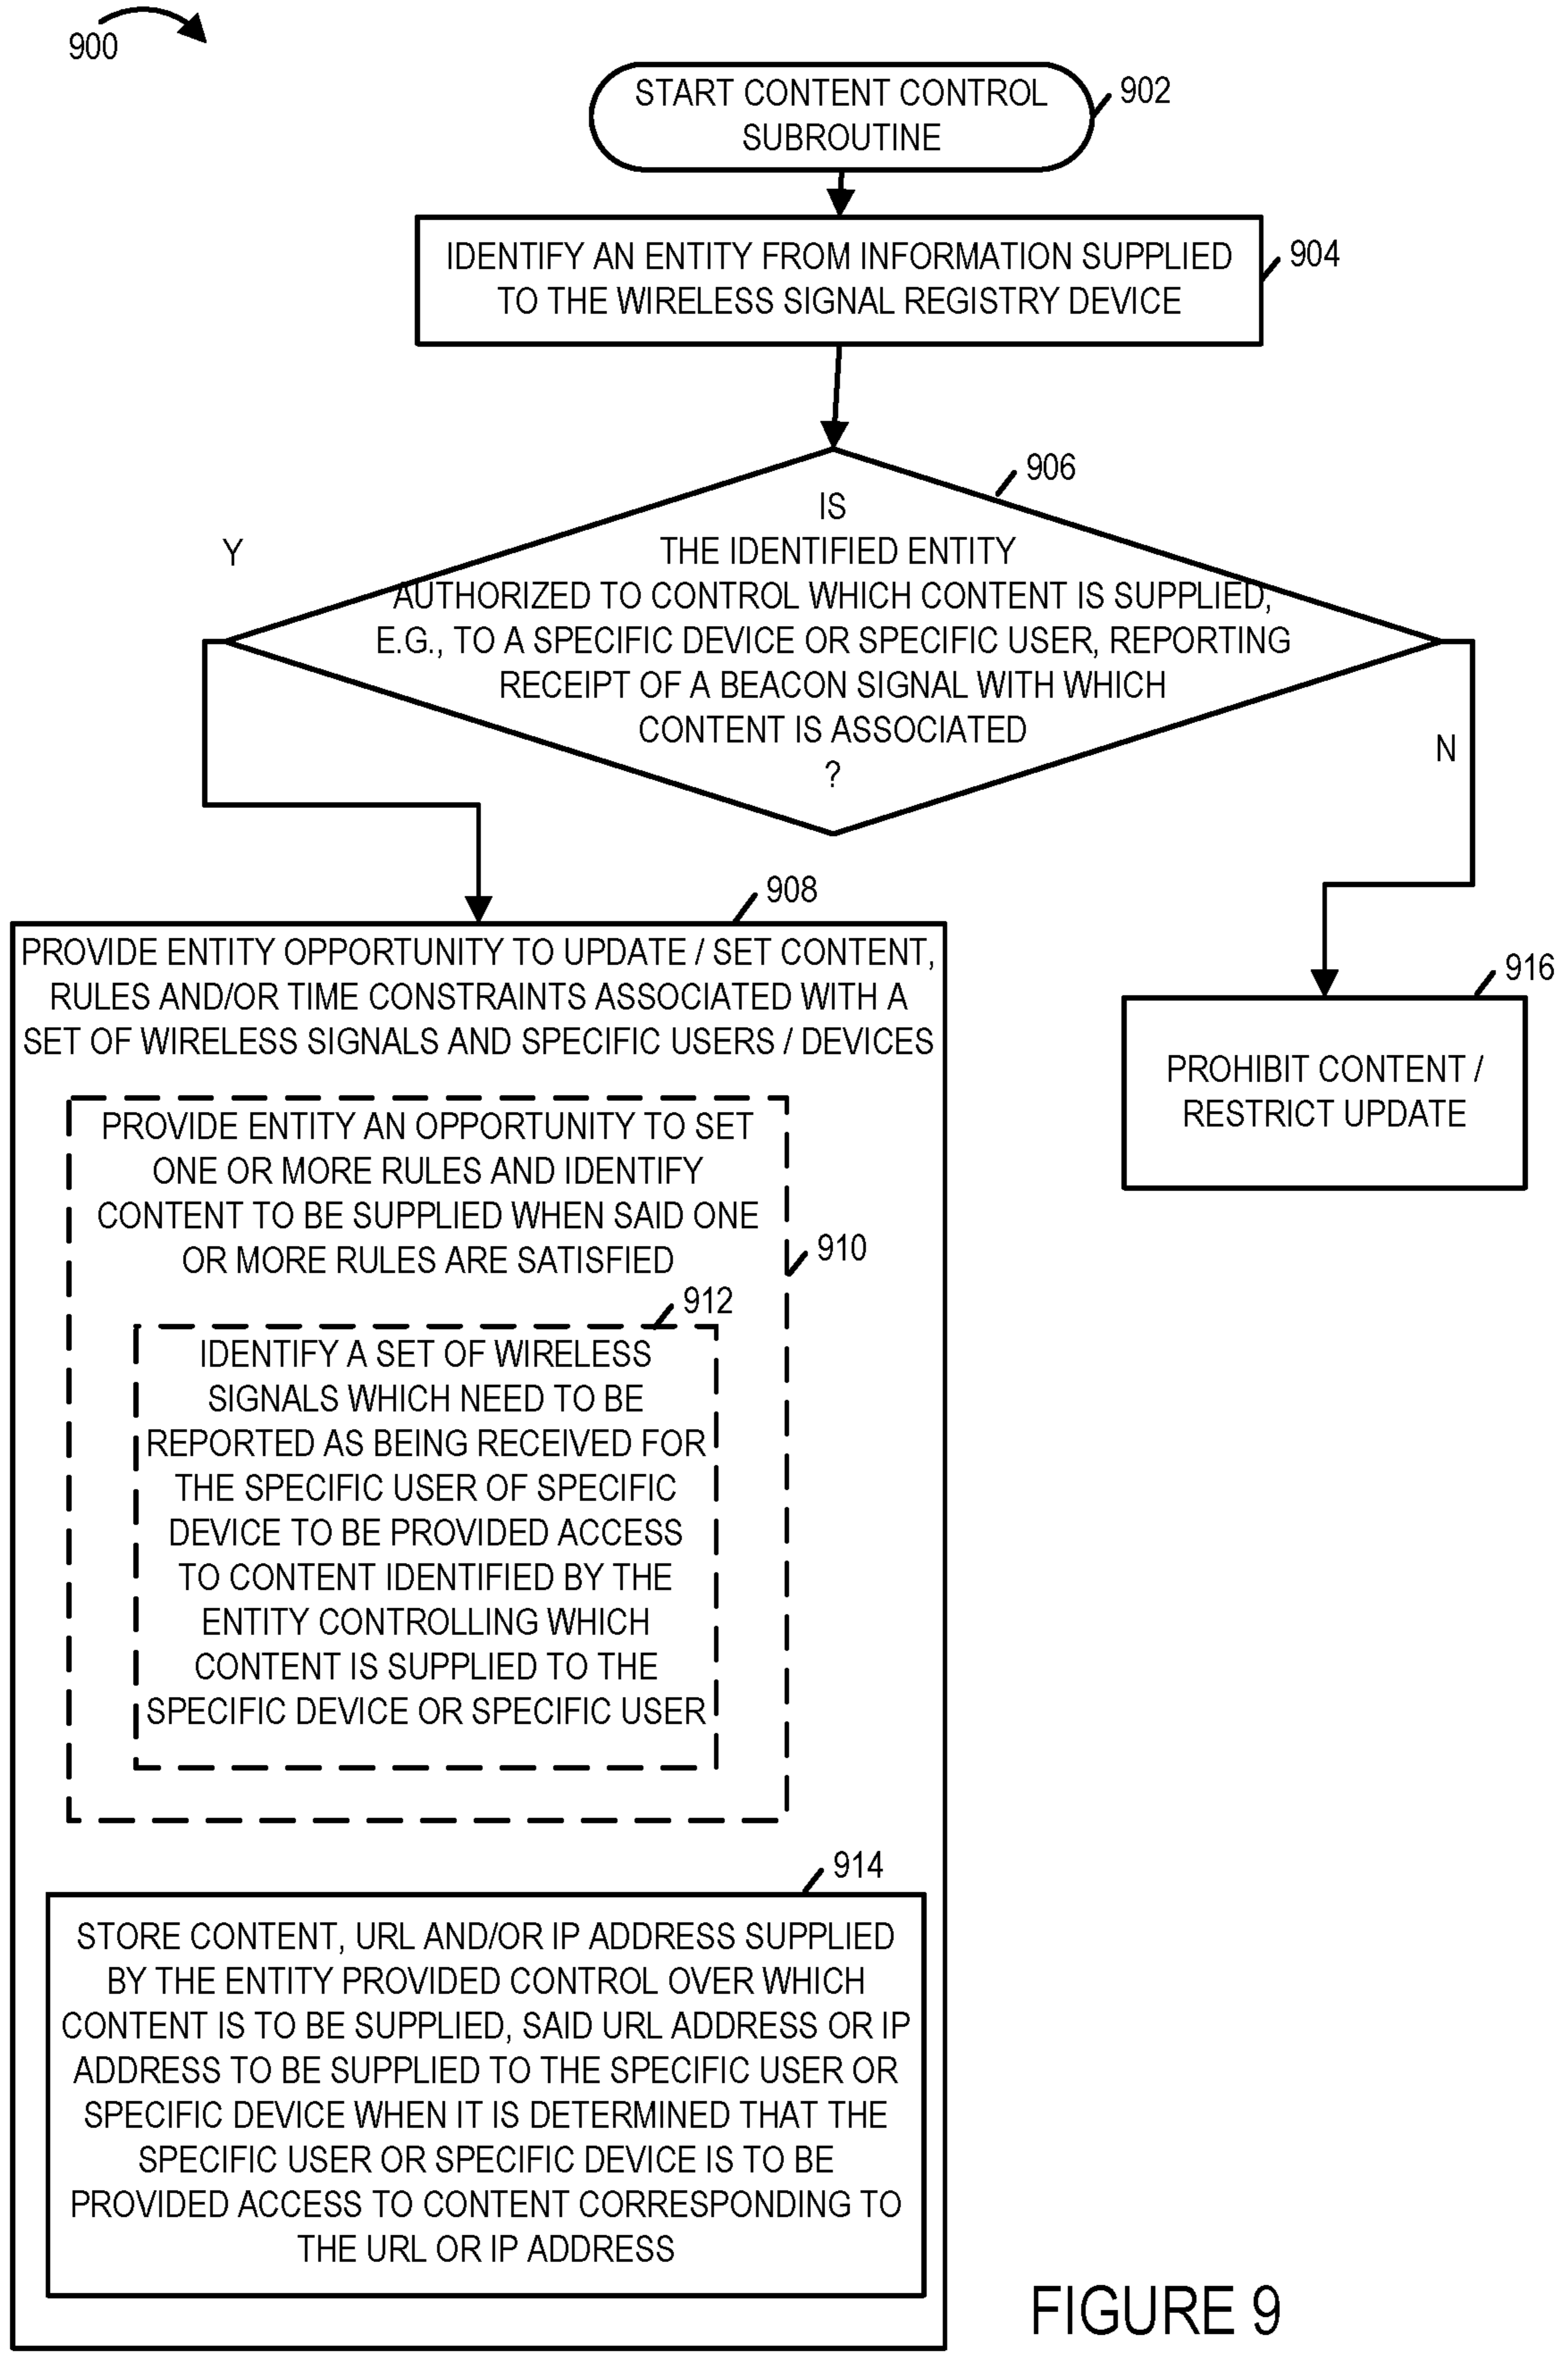 900
START CONTENT CONTROL
SUBROUTINE
902
IDENTIFY AN ENTITY FROM INFORMATION SUPPLIED
TO THE WIRELESS SIGNAL REGISTRY DEVICE
904
906
IS
THE IDENTIFIED ENTITY
AUTHORIZED TO CONTROL WHICH CONTENT IS SUPPLIED,
E.G., TO A SPECIFIC DEVICE OR SPECIFIC USER, REPORTING
RECEIPT OF A BEACON SIGNAL WITH WHICH
CONTENT IS ASSOCIATED
?
Y
N
908
PROVIDE ENTITY OPPORTUNITY TO UPDATE / SET CONTENT,
RULES AND/OR TIME CONSTRAINTS ASSOCIATED WITH A
SET OF WIRELESS SIGNALS AND SPECIFIC USERS / DEVICES
PROVIDE ENTITY AN OPPORTUNITY TO SET
ONE OR MORE RULES AND IDENTIFY
CONTENT TO BE SUPPLIED WHEN SAID ONE
OR MORE RULES ARE SATISFIED
910
912
IDENTIFY A SET OF WIRELESS
SIGNALS WHICH NEED TO BE
REPORTED AS BEING RECEIVED FOR
THE SPECIFIC USER OF SPECIFIC
DEVICE TO BE PROVIDED ACCESS
TO CONTENT IDENTIFIED BY THE
ENTITY CONTROLLING WHICH
CONTENT IS SUPPLIED TO THE
SPECIFIC DEVICE OR SPECIFIC USER
914
STORE CONTENT, URL AND/OR IP ADDRESS SUPPLIED
BY THE ENTITY PROVIDED CONTROL OVER WHICH
CONTENT IS TO BE SUPPLIED, SAID URL ADDRESS OR IP
ADDRESS TO BE SUPPLIED TO THE SPECIFIC USER OR
SPECIFIC DEVICE WHEN IT IS DETERMINED THAT THE
SPECIFIC USER OR SPECIFIC DEVICE IS TO BE
PROVIDED ACCESS TO CONTENT CORRESPONDING TO
THE URL OR IP ADDRESS
916
PROHIBIT CONTENT /
RESTRICT UPDATE
FIGURE 9